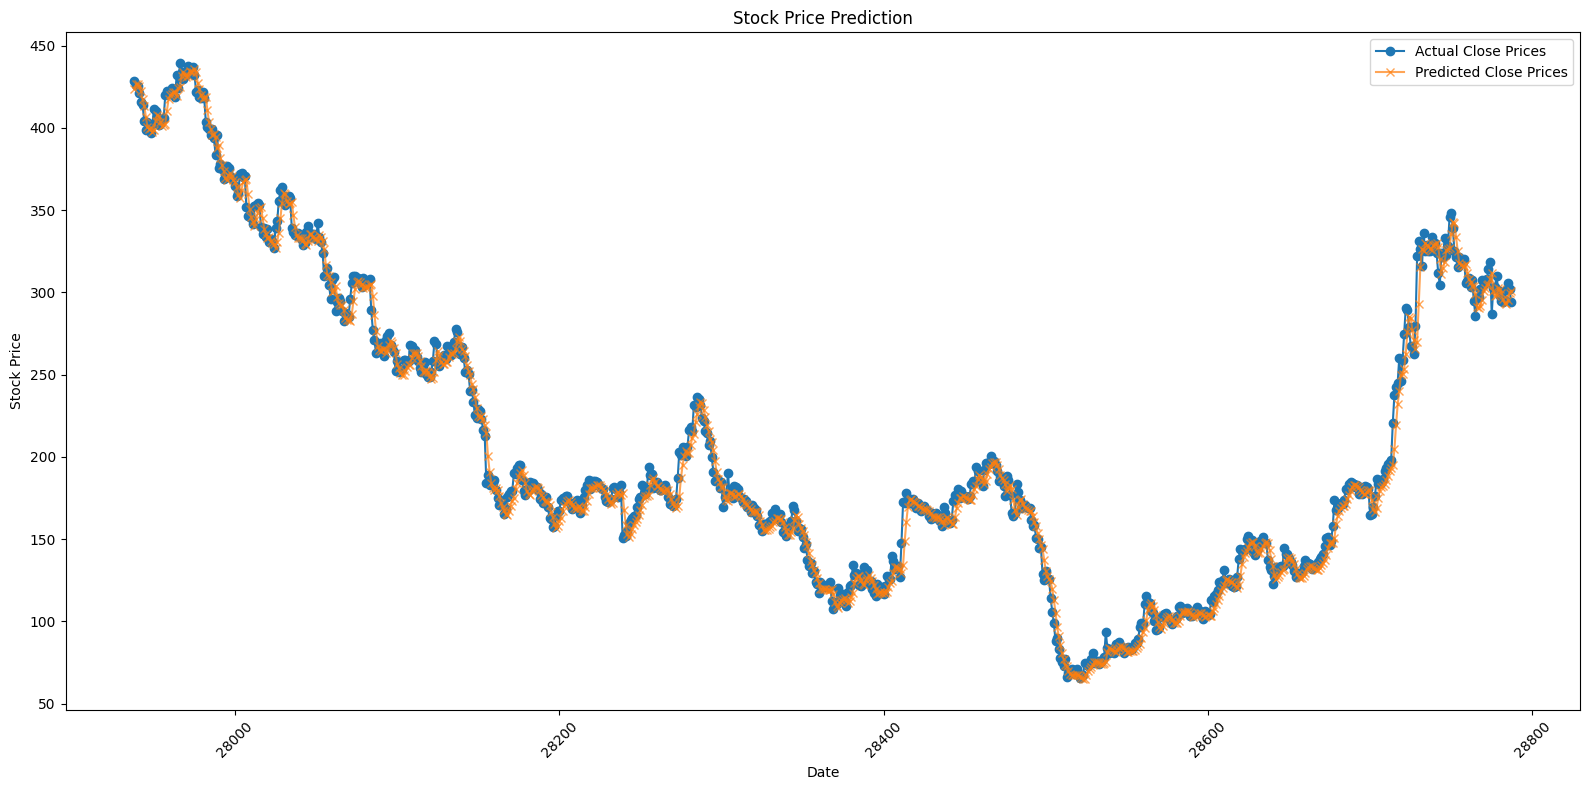 Stock Price Prediction
Actual Close Prices
Predicted Close Prices
Stock Price
450
400
350
300
250
200
150
100
50
28000
28200
28400
28600
28800
Date